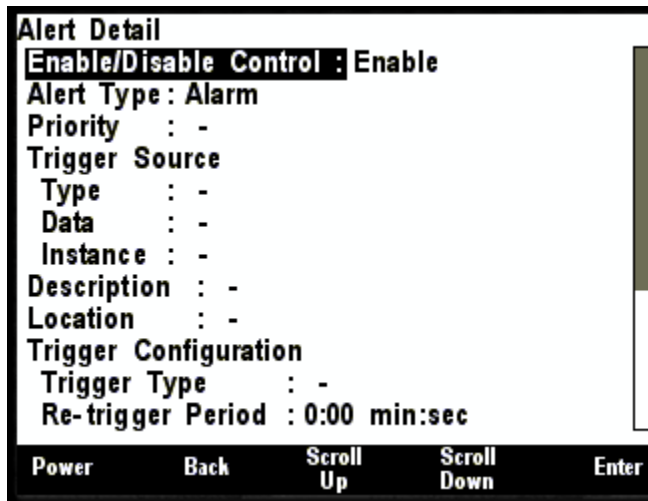 Alert Detail
Enable/Disable Control : Enable
Alert Type : Alarm
Priority : -
Trigger Source
Type : -
Data : -
Instance : -
Description : -
Location : -
Trigger Configuration
Trigger Type : -
Re-trigger Period : 0:00 min:sec
Power Back Scroll Up Scroll Down Enter